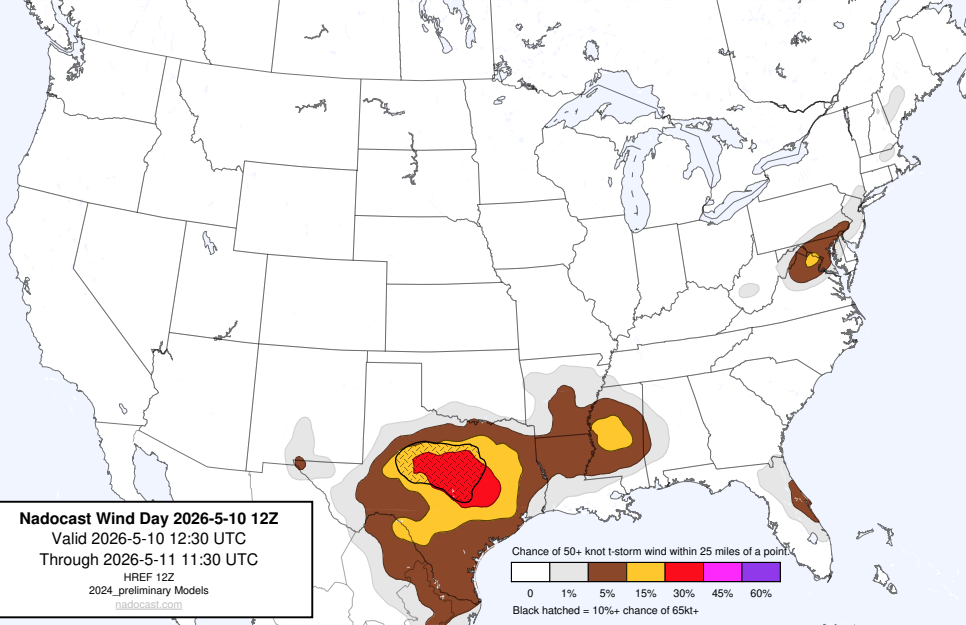 Nadocast Wind Day 2026-5-10 12Z
Valid 2026-5-10 12:30 UTC
Through 2026-5-11 11:30 UTC
HREF 12Z
2024_preliminary Models
nadocast.com
Chance of 50+ knot t-storm wind within 25 miles of a point.
0 1% 5% 15% 30% 45% 60%
Black hatched = 10%+ chance of 65kt+